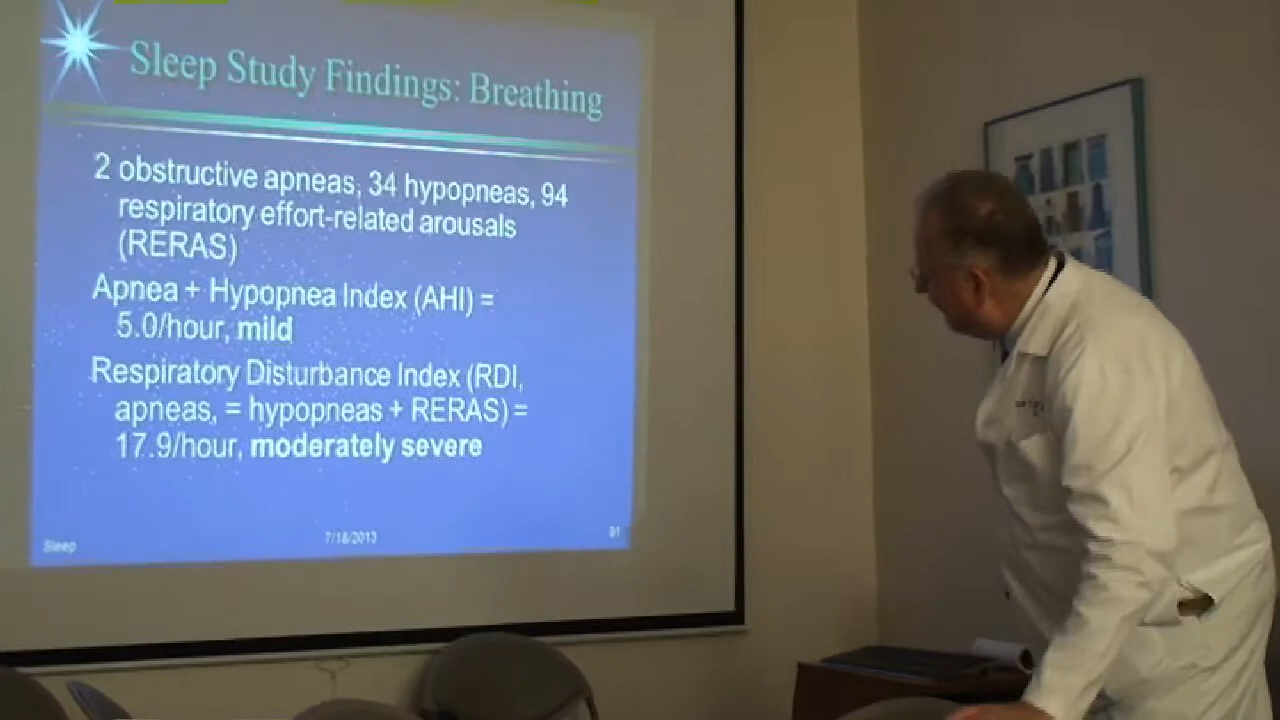 Sleep Study Findings: Breathing
2 obstructive apneas, 34 hypopneas, 94
respiratory effort-related arousals
(RERAS)
Apnea + Hypopnea Index (AHI) =
5.0/hour, mild
Respiratory Disturbance Index (RDI,
apneas, = hypopneas + RERAS) =
17.9/hour, moderately severe
Sleep
7/18/2013
91